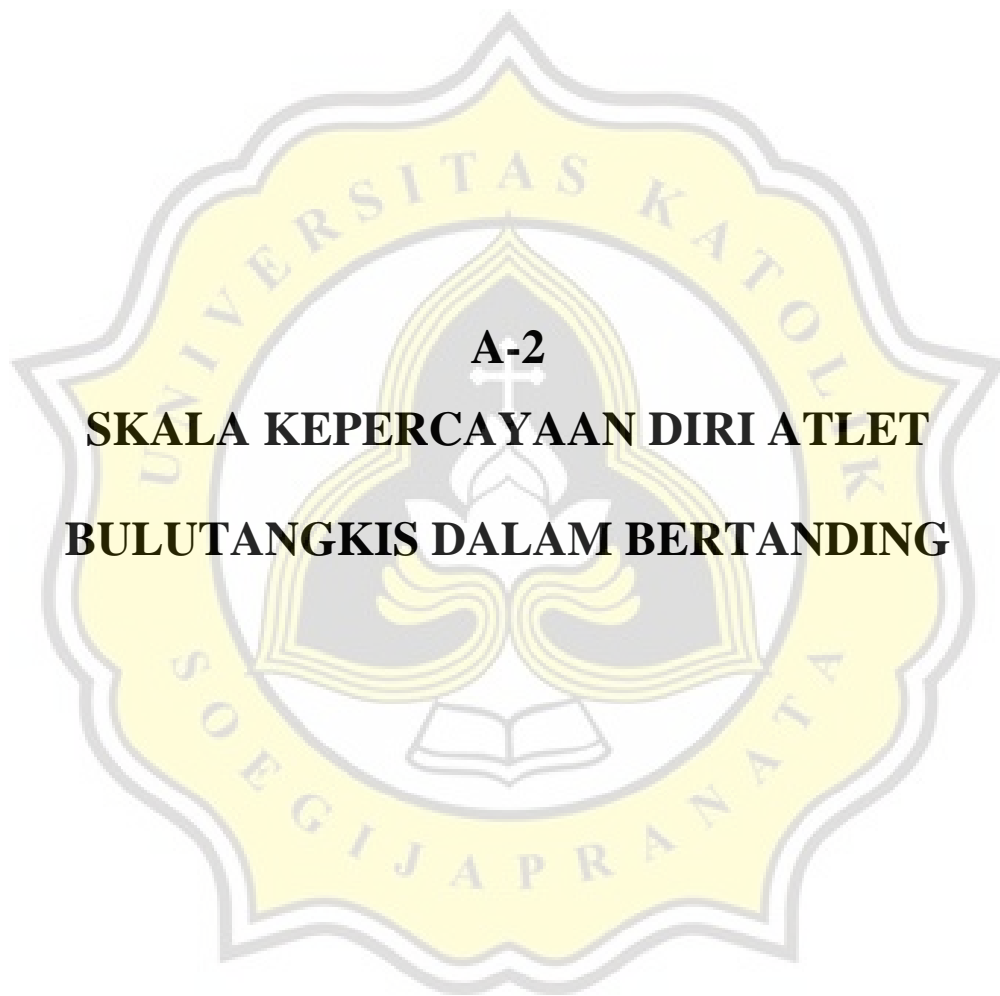 UNIVERSITAS KATOLIK
A-2
SKALA KEPERCAYAAN DIRI ATLET
BULUTANGKIS DALAM BERTANDING
SOEGIJAPRANATA